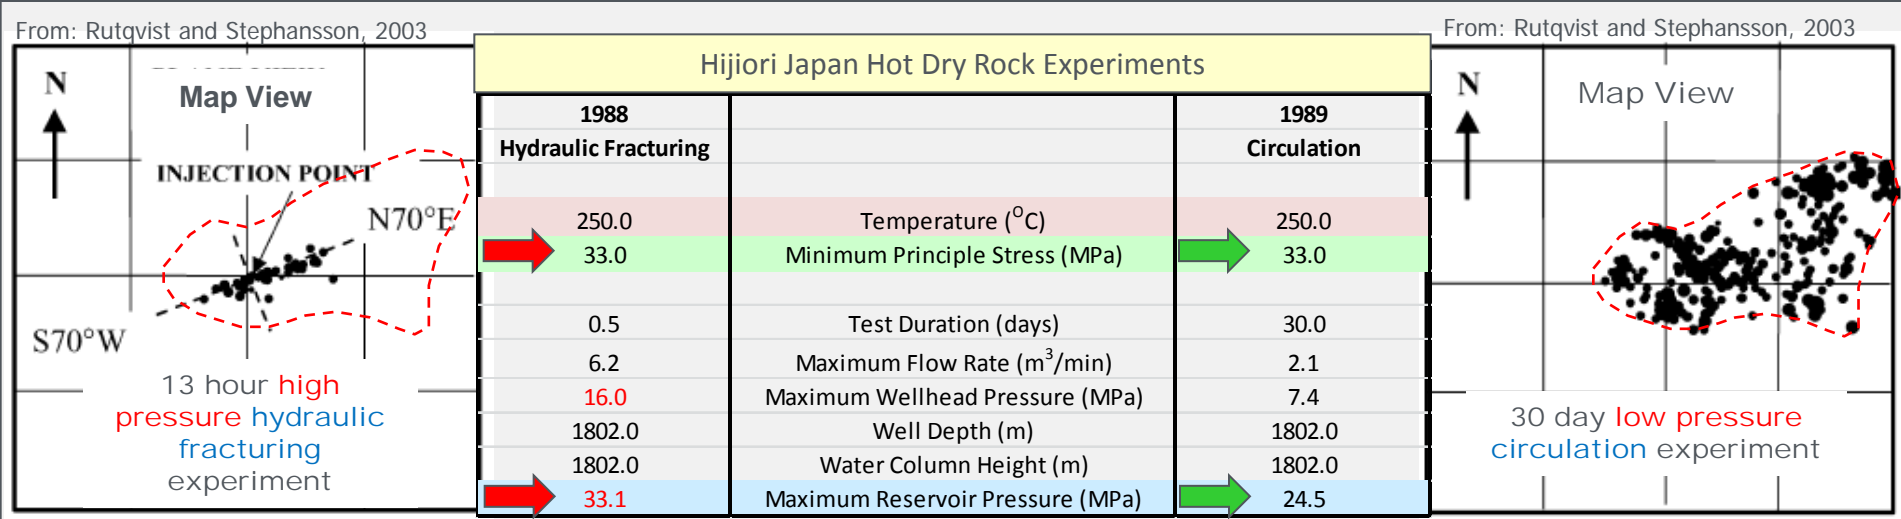 From: Rutqvist and Stephansson, 2003
N
Map View
INJECTION POINT
N70°E
S70°W
13 hour high
pressure hydraulic
fracturing
experiment
Hijiori Japan Hot Dry Rock Experiments
1988 1989
Hydraulic Fracturing Circulation
250.0 Temperature (°C) 250.0
33.0 Minimum Principle Stress (MPa) 33.0
0.5 Test Duration (days) 30.0
6.2 Maximum Flow Rate (m³/min) 2.1
16.0 Maximum Wellhead Pressure (MPa) 7.4
1802.0 Well Depth (m) 1802.0
1802.0 Water Column Height (m) 1802.0
33.1 Maximum Reservoir Pressure (MPa) 24.5
From: Rutqvist and Stephansson, 2003
N
Map View
30 day low pressure
circulation experiment